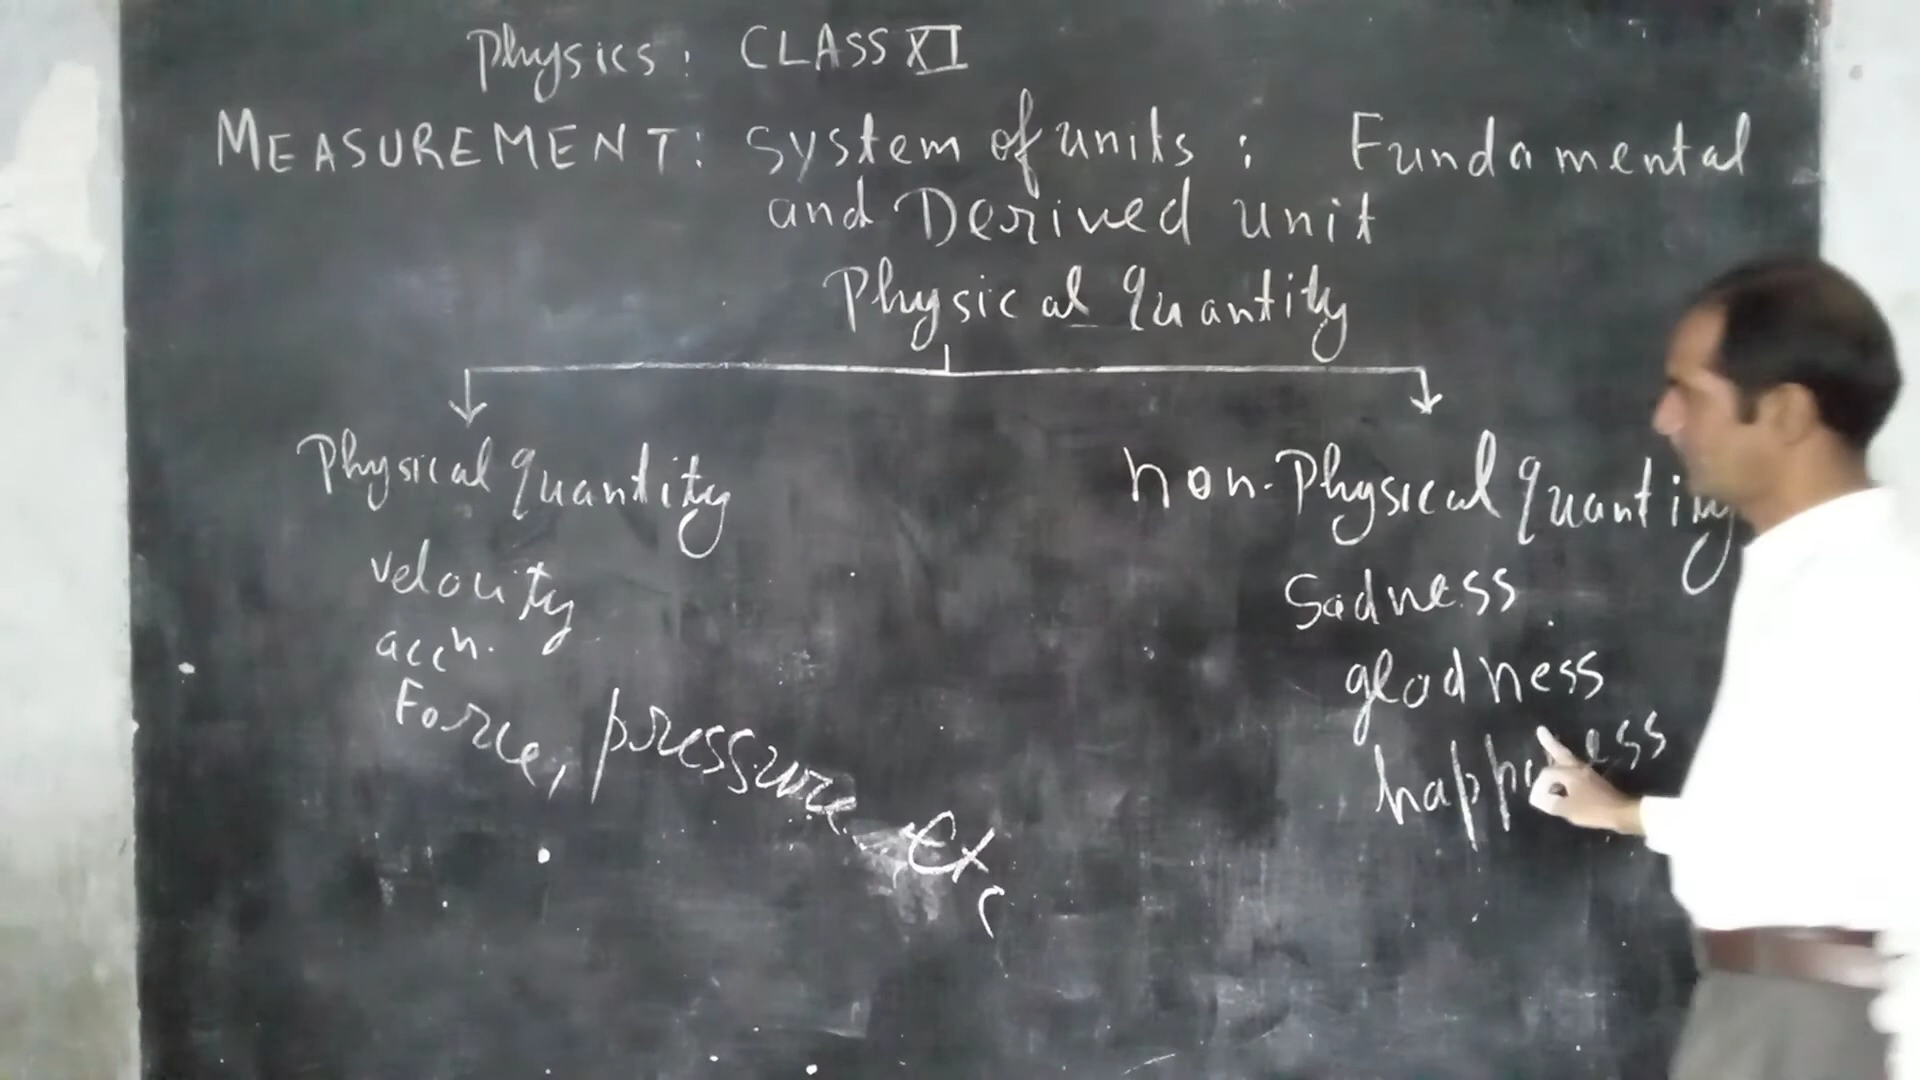 Physics: CLASS XI
MEASUREMENT: System of units: Fundamental
and Derived unit
Physical Quantity
Physical quantity
non-Physical quantity
velocity
Sadness
accn.
gladness
Force, pressure, etc
happiness